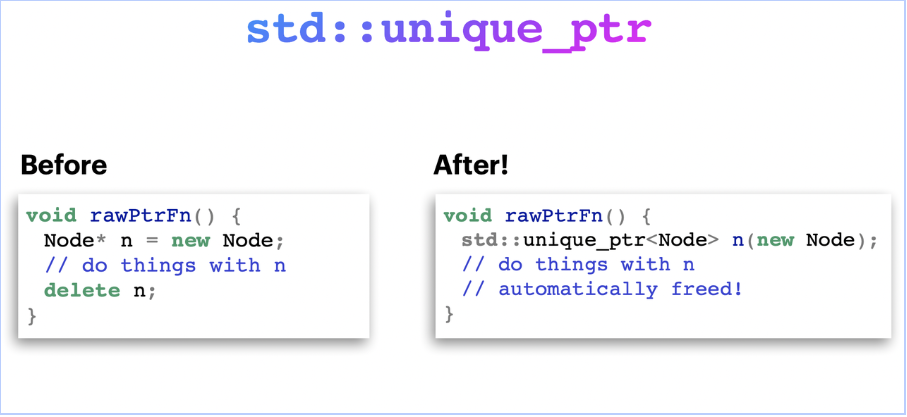 std::unique_ptr
Before
void rawPtrFn() {
  Node* n = new Node;
  // do things with n
  delete n;
}
After!
void rawPtrFn() {
  std::unique_ptr<Node> n(new Node);
  // do things with n
  // automatically freed!
}